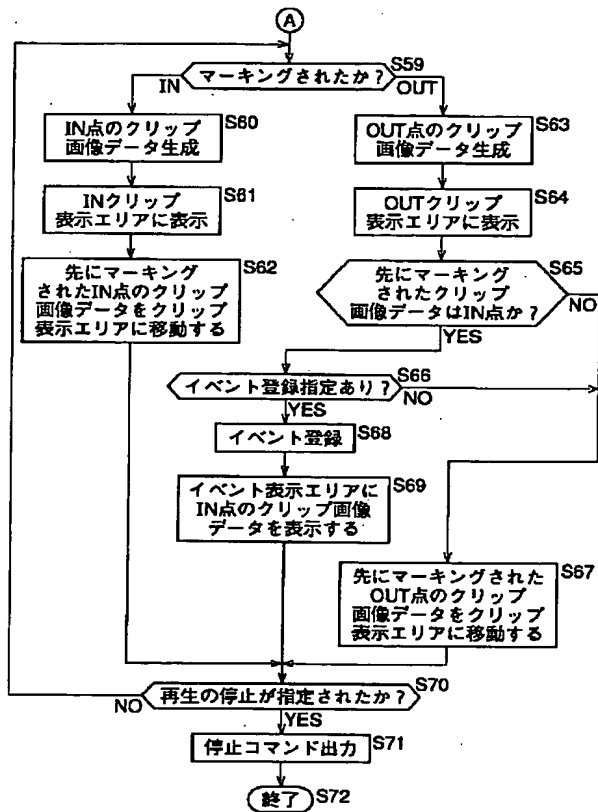 A
マーキングされたか?
S59
IN
OUT
IN点のクリップ
画像データ生成
S60
OUT点のクリップ
画像データ生成
S63
INクリップ
表示エリアに表示
S61
OUTクリップ
表示エリアに表示
S64
先にマーキング
されたIN点のクリップ
画像データをクリップ
表示エリアに移動する
S62
先にマーキング
されたクリップ
画像データはIN点か?
S65
NO
YES
イベント登録指定あり?
S66
NO
YES
イベント登録
S68
イベント表示エリアに
IN点のクリップ画像
データを表示する
S69
先にマーキングされた
OUT点のクリップ
画像データをクリップ
表示エリアに移動する
S67
再生の停止が指定されたか?
S70
NO
YES
停止コマンド出力
S71
終了
S72